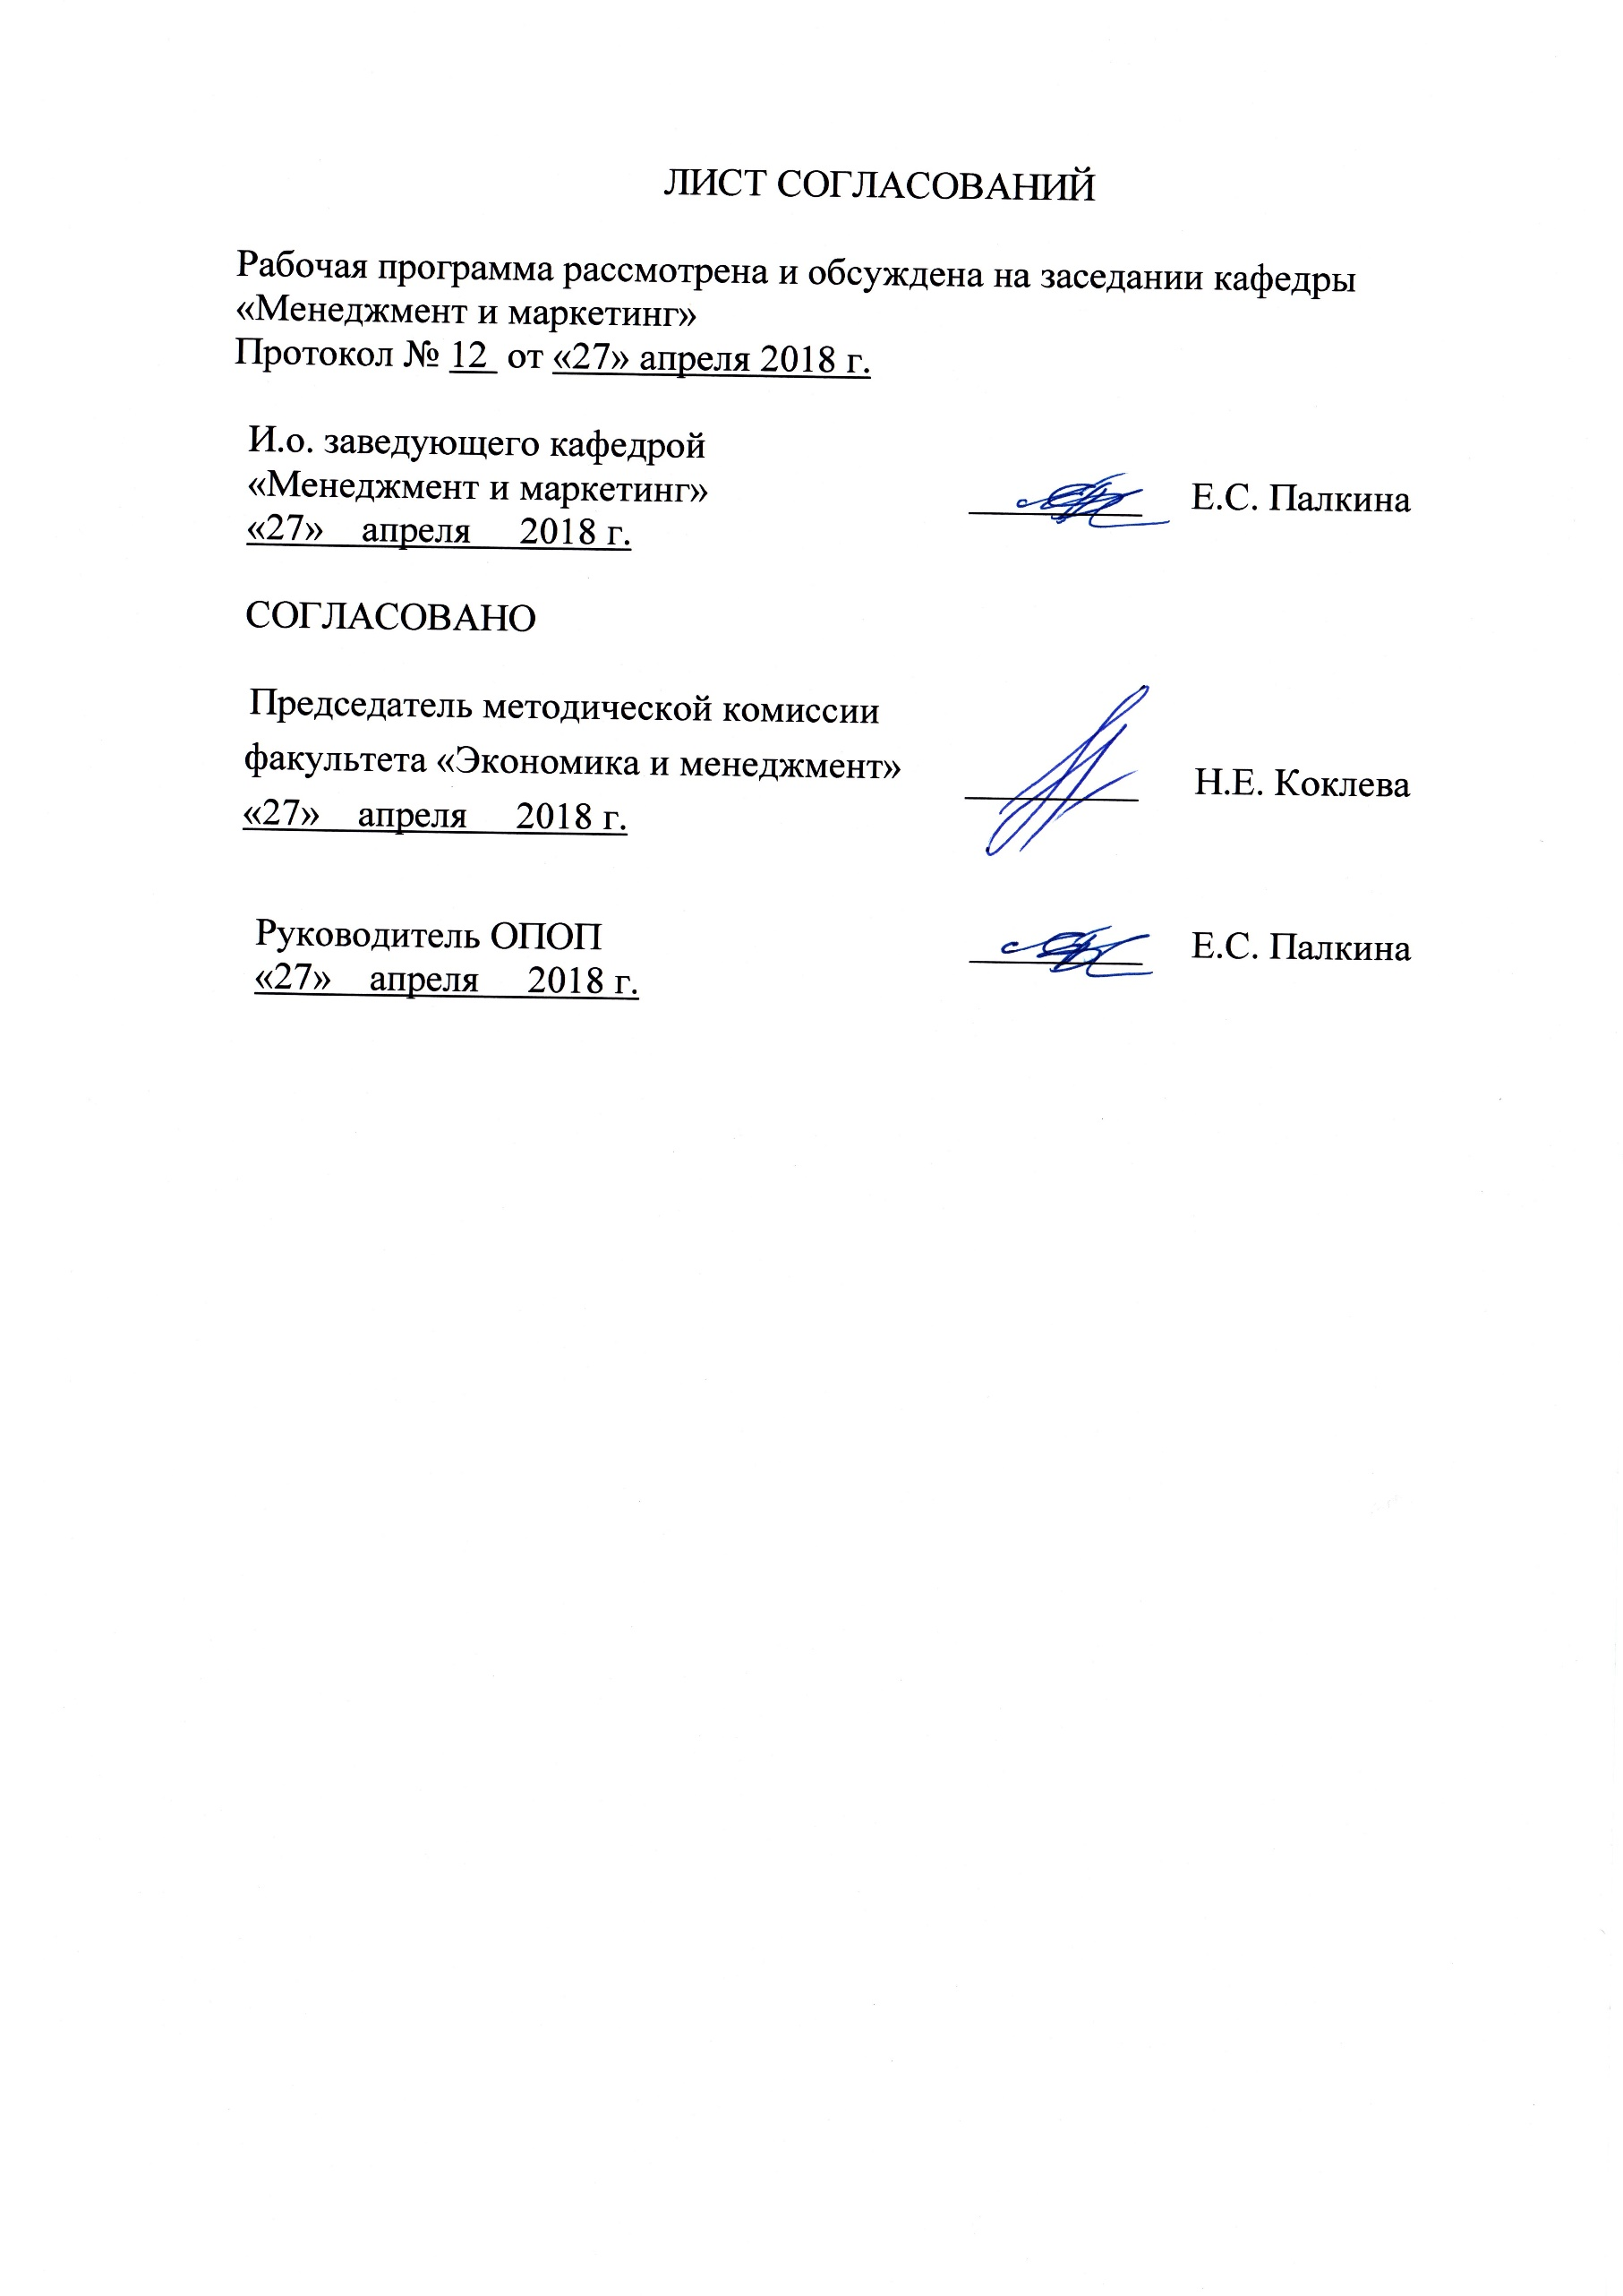 ЛИСТ СОГЛАСОВАНИЙ
Рабочая программа рассмотрена и обсуждена на заседании кафедры
«Менеджмент и маркетинг»
Протокол № 12 от «27» апреля 2018 г.
И.о. заведующего кафедрой
«Менеджмент и маркетинг» Е.С. Палкина
«27» апреля 2018 г.
СОГЛАСОВАНО
Председатель методической комиссии
факультета «Экономика и менеджмент» Н.Е. Коклева
«27» апреля 2018 г.
Руководитель ОПОП Е.С. Палкина
«27» апреля 2018 г.